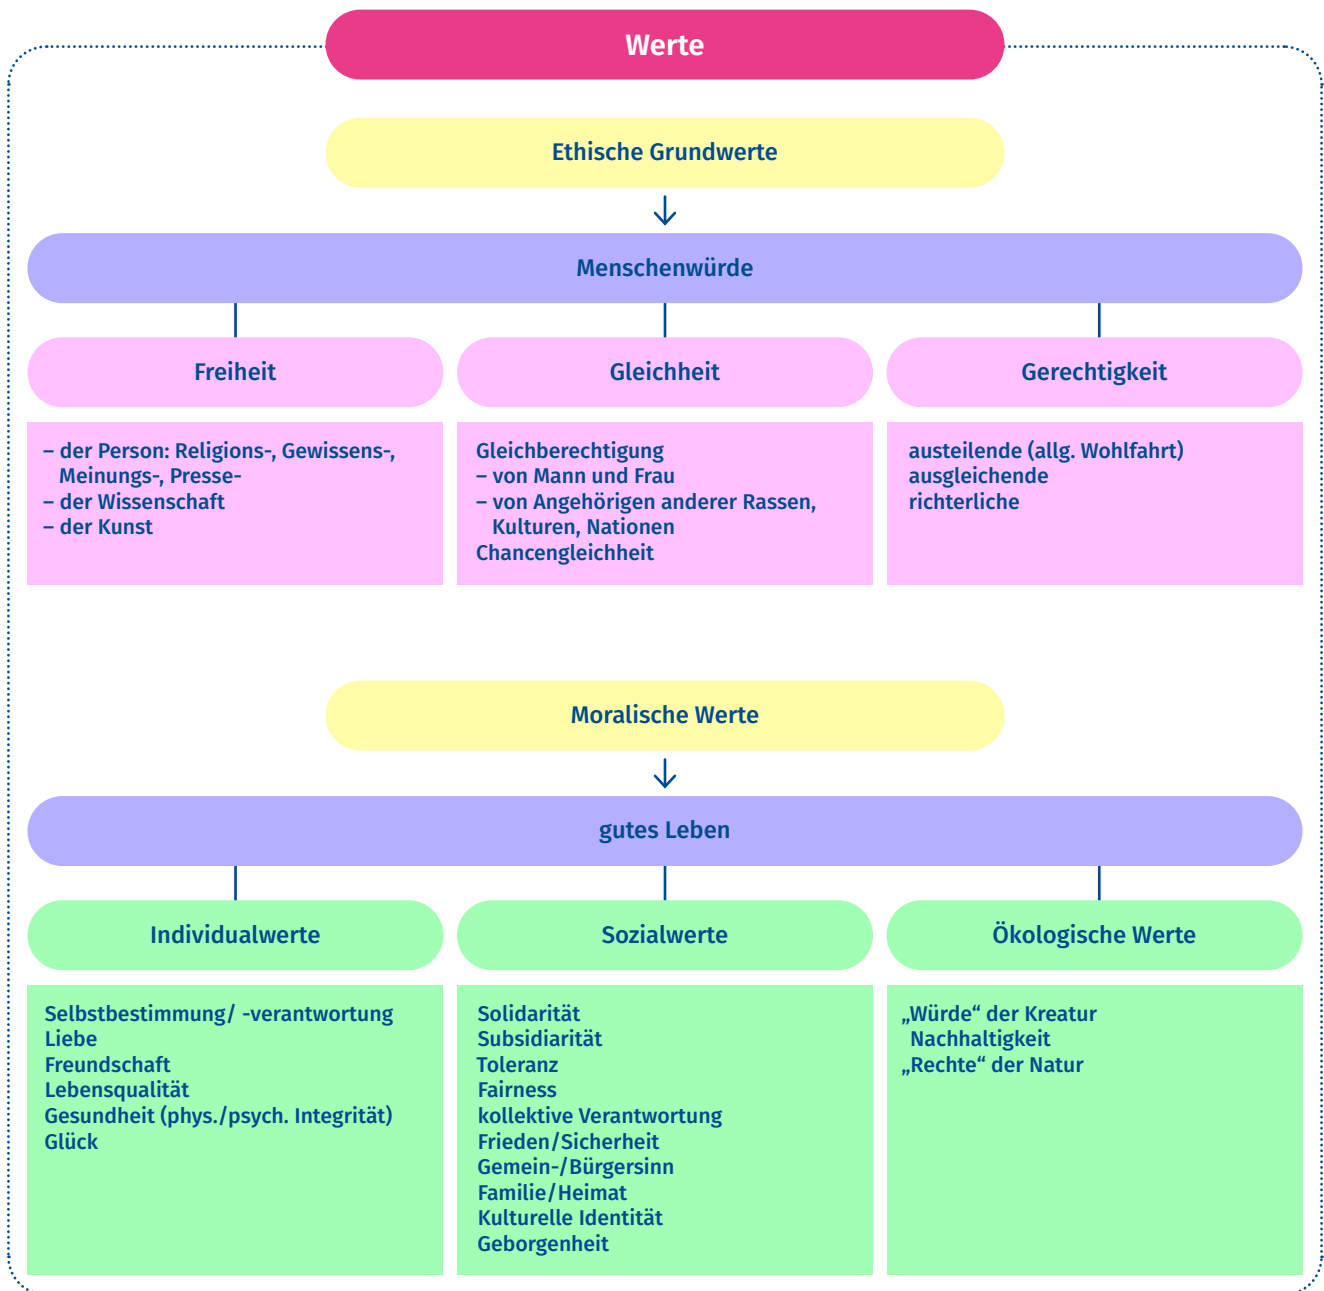 Werte
Ethische Grundwerte
Menschenwürde
Freiheit
– der Person: Religions-, Gewissens-,
Meinungs-, Presse-
– der Wissenschaft
– der Kunst
Gleichheit
Gleichberechtigung
– von Mann und Frau
– von Angehörigen anderer Rassen,
Kulturen, Nationen
Chancengleichheit
Gerechtigkeit
austeilende (allg. Wohlfahrt)
ausgleichende
richterliche
Moralische Werte
gutes Leben
Individualwerte
Selbstbestimmung/ -verantwortung
Liebe
Freundschaft
Lebensqualität
Gesundheit (phys./psych. Integrität)
Glück
Sozialwerte
Solidarität
Subsidiarität
Toleranz
Fairness
kollektive Verantwortung
Frieden/Sicherheit
Gemein-/Bürgersinn
Familie/Heimat
Kulturelle Identität
Geborgenheit
Ökologische Werte
„Würde“ der Kreatur
Nachhaltigkeit
„Rechte“ der Natur